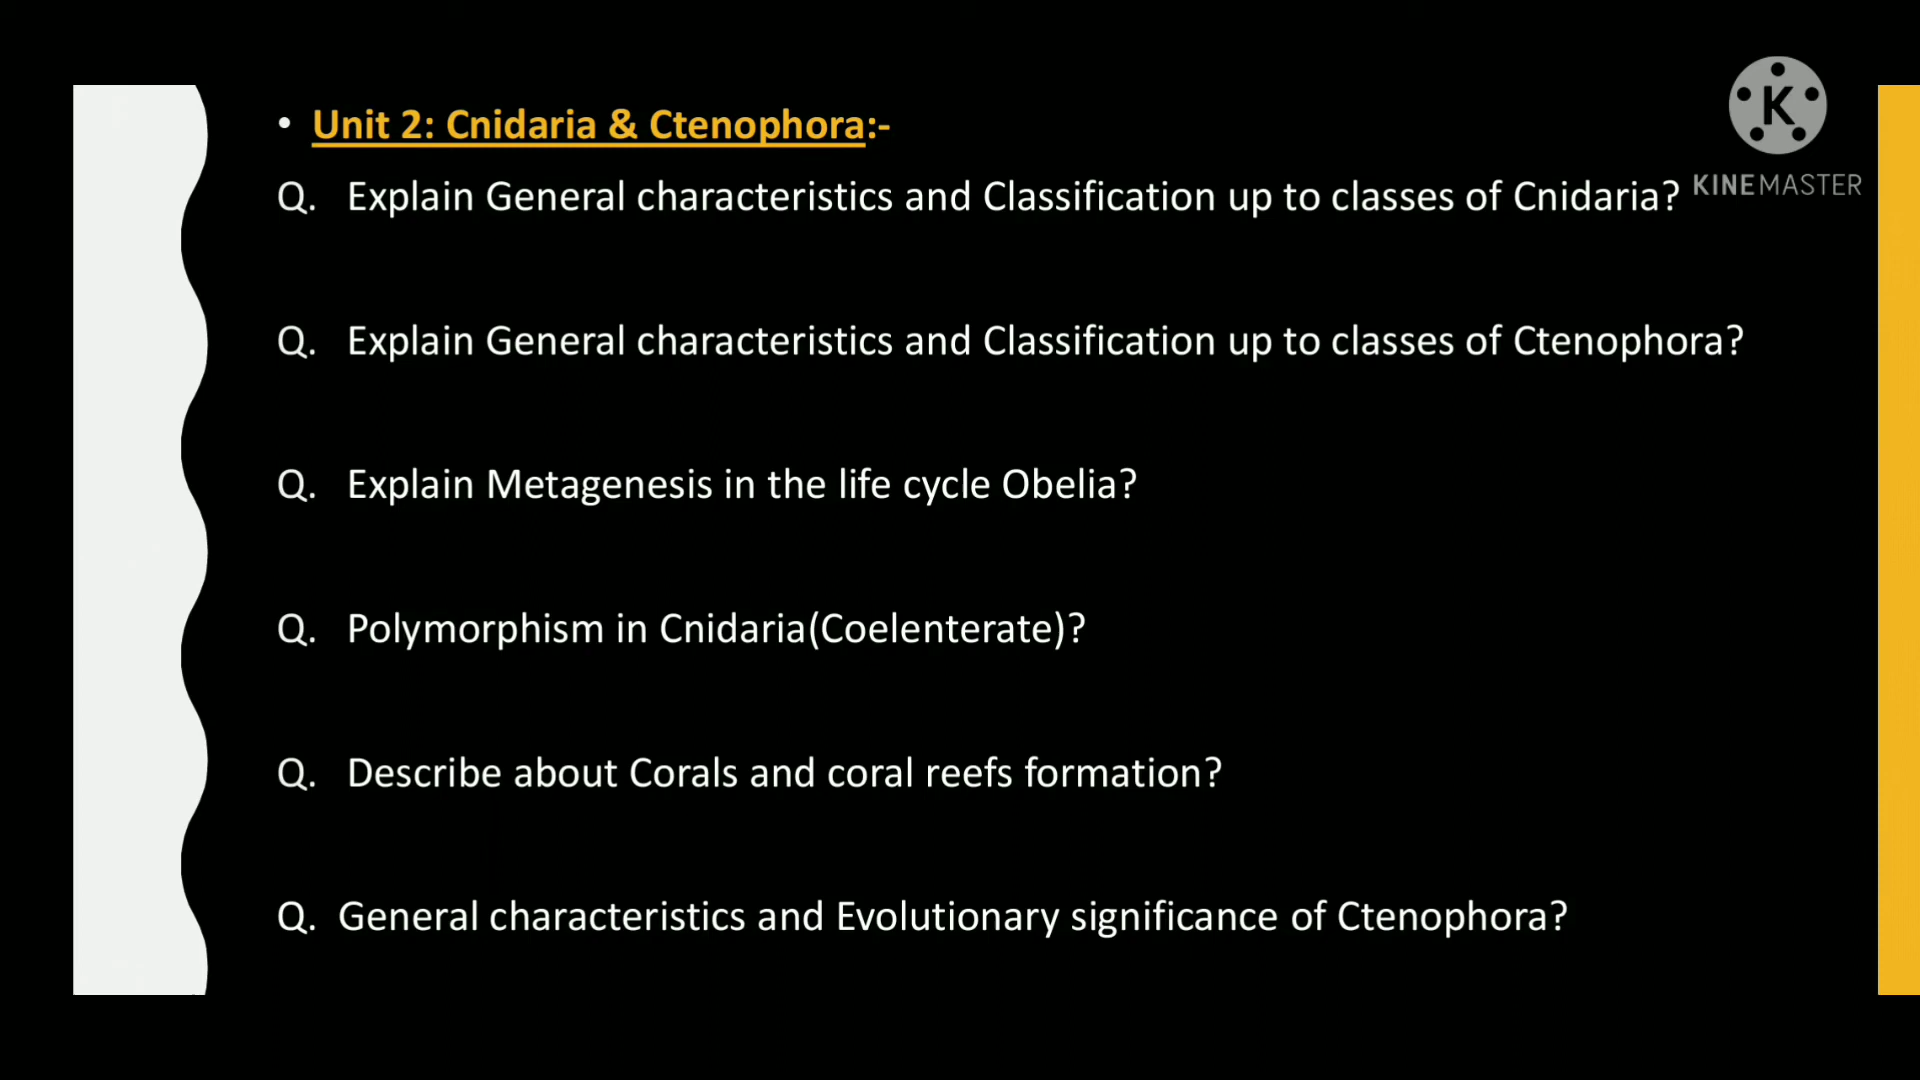 • Unit 2: Cnidaria & Ctenophora:-
K
KINEMASTER
Q. Explain General characteristics and Classification up to classes of Cnidaria?
Q. Explain General characteristics and Classification up to classes of Ctenophora?
Q. Explain Metagenesis in the life cycle Obelia?
Q. Polymorphism in Cnidaria(Coelenterate)?
Q. Describe about Corals and coral reefs formation?
Q. General characteristics and Evolutionary significance of Ctenophora?